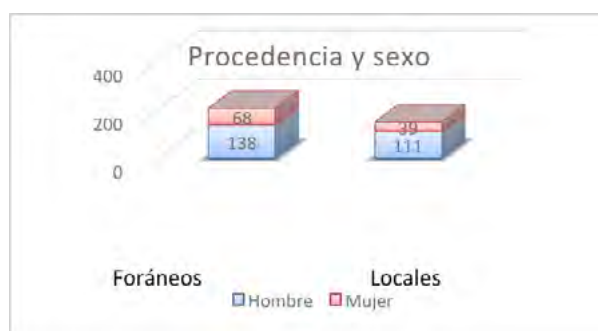 Procedencia y sexo
400
200
0
68
138
39
111
Foráneos
Locales
Hombre
Mujer